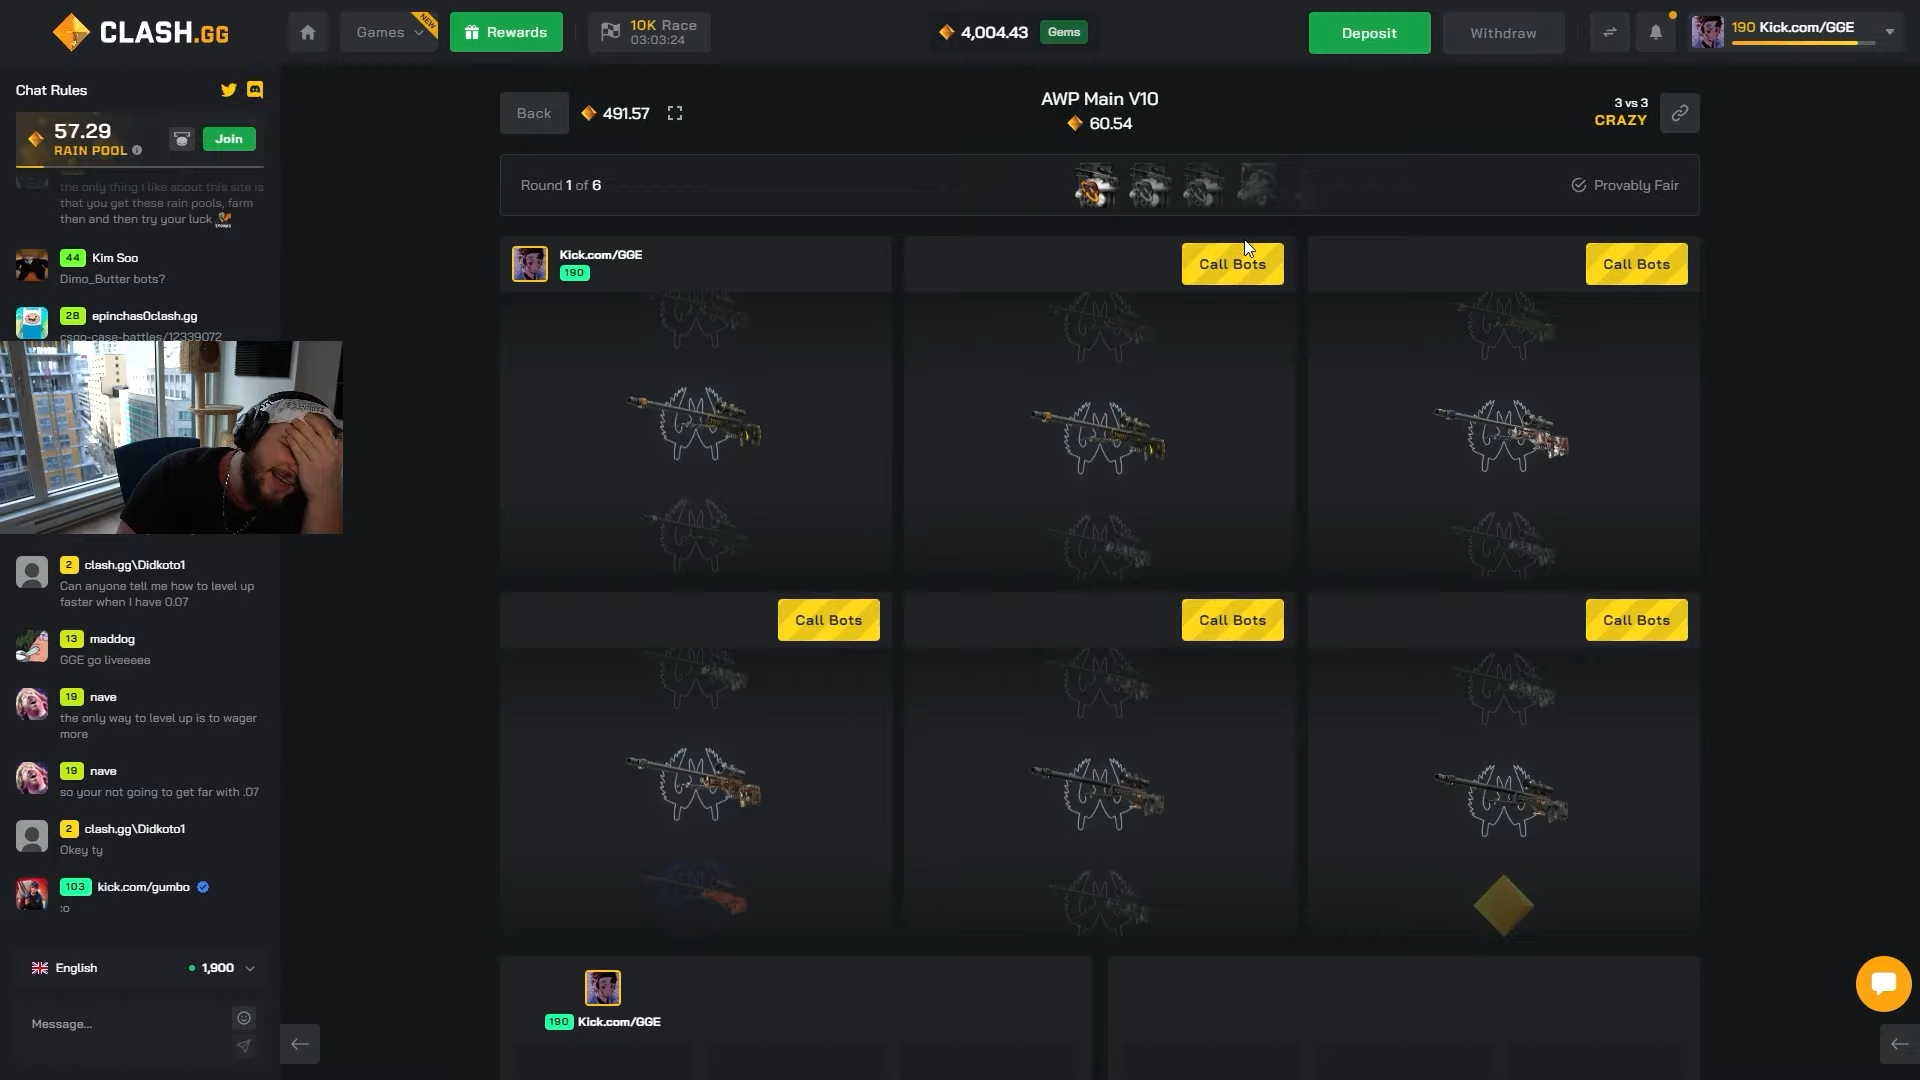 CLASH.GG
Games
NEW
Rewards
10K Race
03:03:24
4,004.43
Gems
Deposit
Withdraw
190 Kick.com/GGE
Chat Rules
57.29
RAIN POOL
Join
the only thing I like about this site is
that you get these rain pools, farm
then and then try your luck
44 Kim Soo
Dimo_Butter bots?
28 epinchas0clash.gg
csgo-case-battles/12339072
2 clash.gg\Didkoto1
Can anyone tell me how to level up
faster when I have 0.07
13 maddog
GGE go liveeeee
19 nave
the only way to level up is to wager
more
19 nave
so your not going to get far with .07
2 clash.gg\Didkoto1
Okey ty
103 kick.com/gumbo
:o
English
1,900
Message...
Back
491.57
AWP Main V10
60.54
3 vs 3
CRAZY
Round 1 of 6
Provably Fair
Kick.com/GGE
190
Call Bots
Call Bots
Call Bots
Call Bots
Call Bots
190 Kick.com/GGE